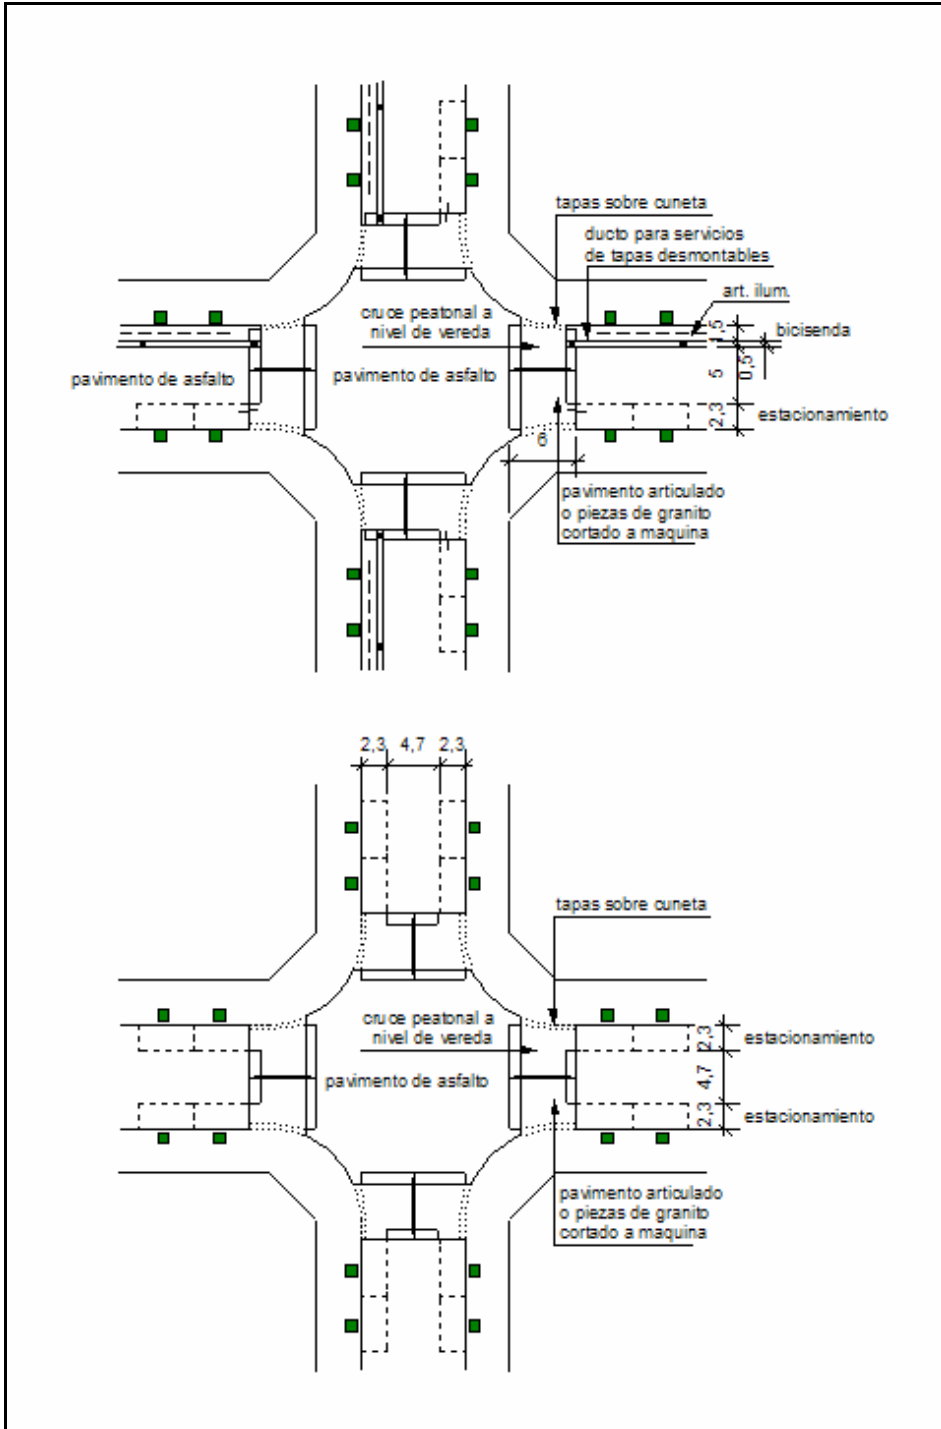 tapas sobre cuneta
ducto para servicios
de tapas desmontables
art. ilum.
cruce peatonal a
nivel de vereda
bicisenda
1,5
1
0,5
5
2,3
pavimento de asfalto
pavimento de asfalto
estacionamiento
6
pavimento articulado
o piezas de granito
cortado a maquina
2,3 4,7 2,3
tapas sobre cuneta
cruce peatonal a
nivel de vereda
2,3
estacionamiento
4,7
pavimento de asfalto
2,3
estacionamiento
pavimento articulado
o piezas de granito
cortado a maquina